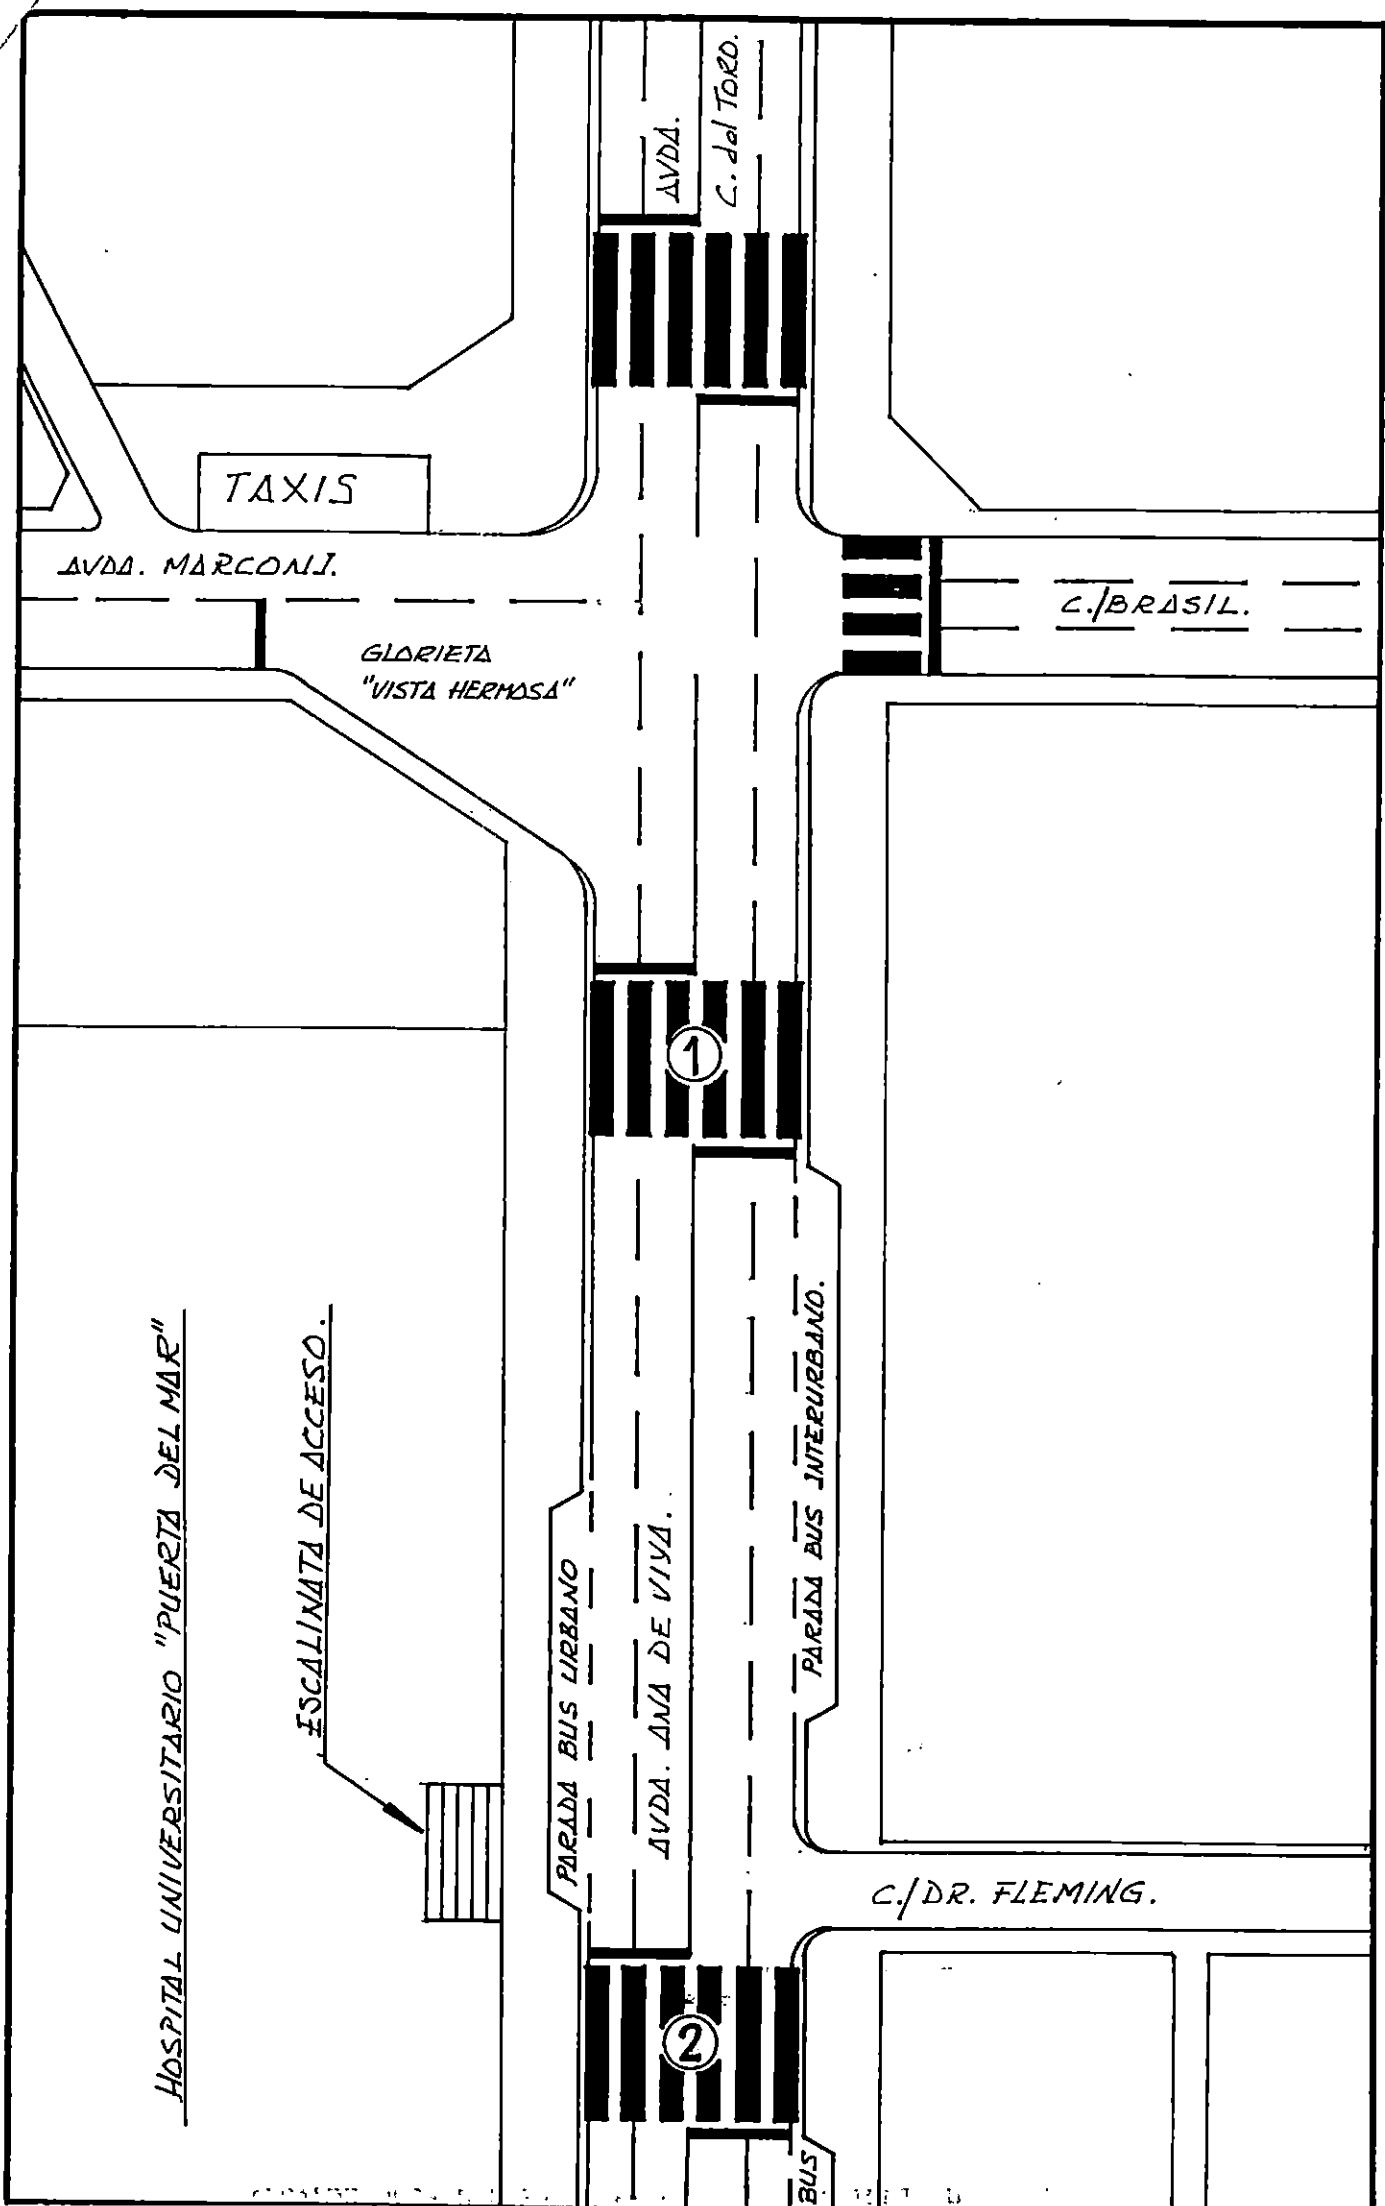 AVDA.
C. del TORO.
TAXIS
AVDA. MARCONI.
C./BRASIL.
GLORIETA
"VISTA HERMOSA"
1
HOSPITAL UNIVERSITARIO "PUERTA DEL MAR"
ESCALINATA DE ACCESO.
PARADA BUS URBANO
AVDA. ANA DE VIYA.
PARADA BUS INTERURBANO.
C./DR. FLEMING.
2
BUS